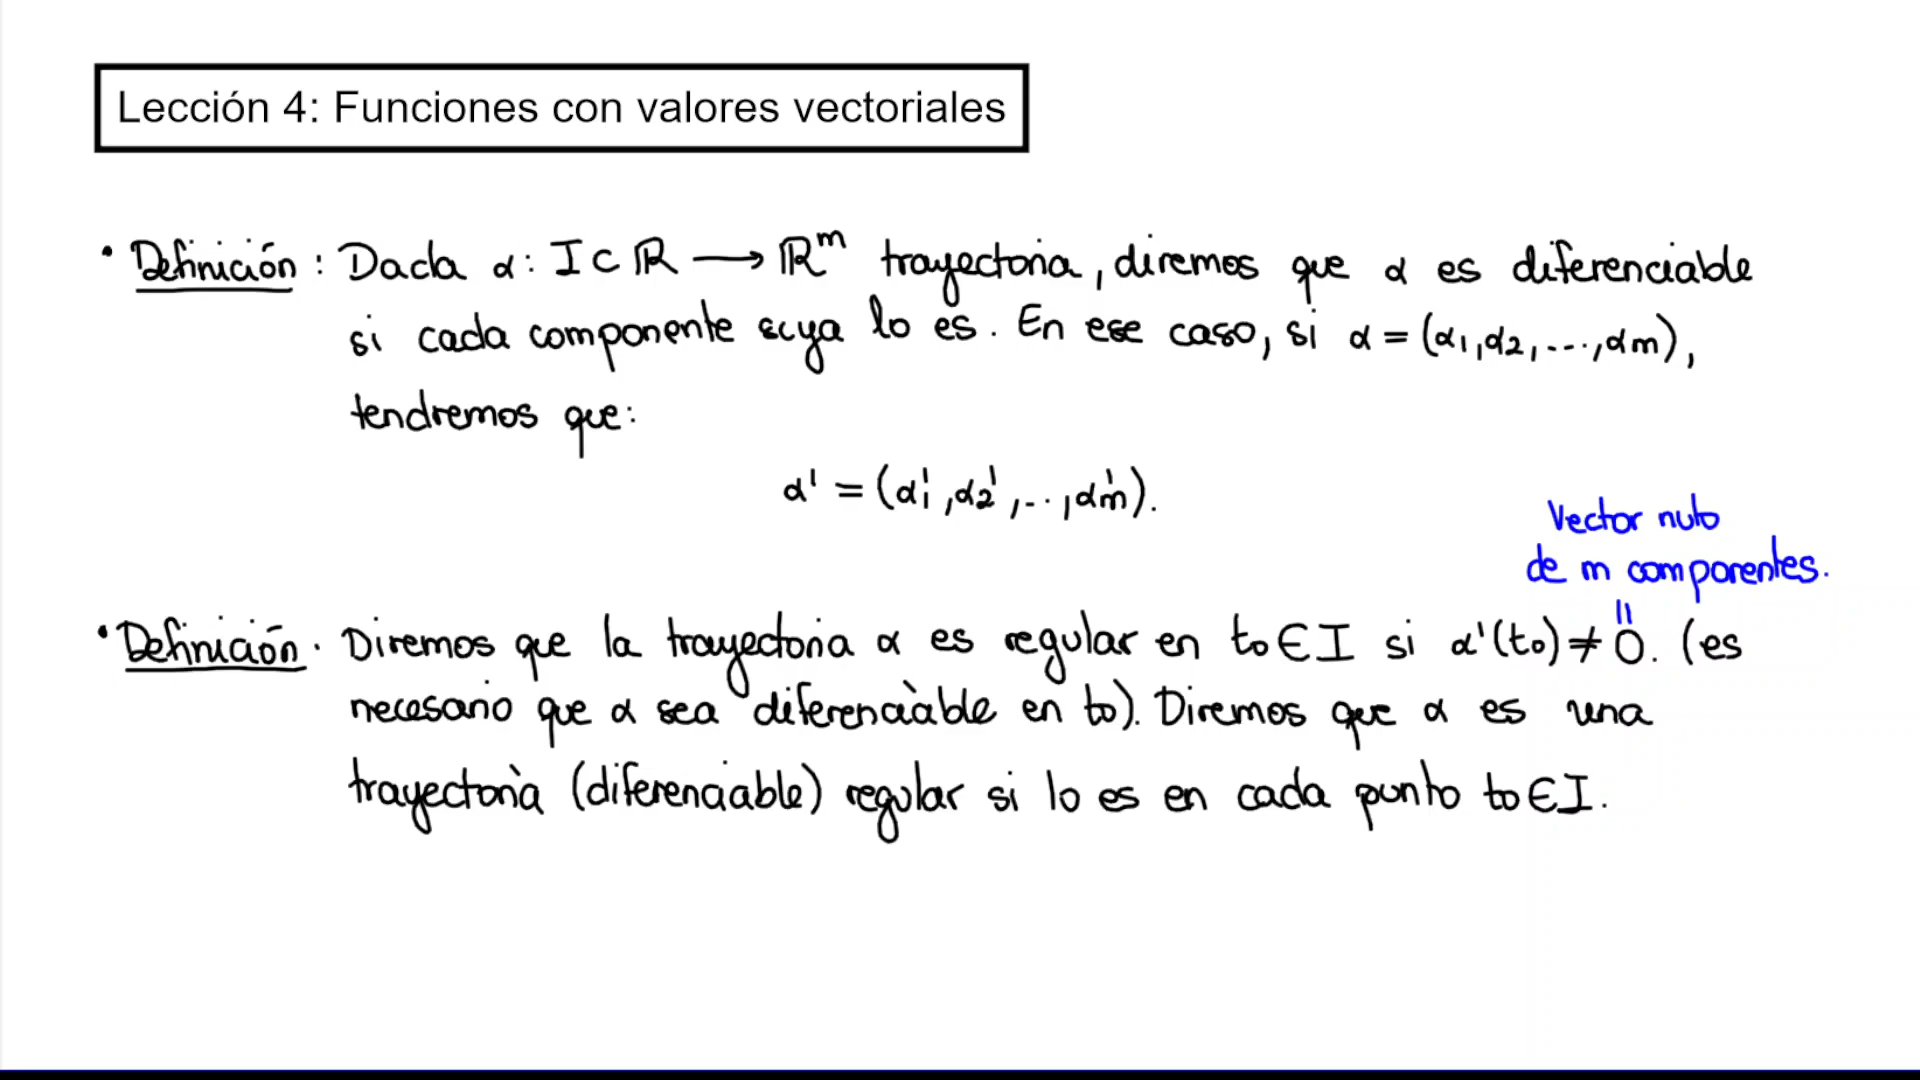 Lección 4: Funciones con valores vectoriales
• Definición: Dada α: I ⊂ ℝ ⟶ ℝᵐ trayectoria, diremos que α es diferenciable
si cada componente suya lo es. En ese caso, si α = (α₁, α₂, ..., αm),
tendremos que:
α' = (α₁', α₂', ..., αm').
Vector nulo
de m componentes.
=
• Definición. Diremos que la trayectoria α es regular en t₀ ∈ I si α'(t₀) ≠ 0. (es
necesario que α sea diferenciable en t₀). Diremos que α es una
trayectoria (diferenciable) regular si lo es en cada punto t₀ ∈ I.